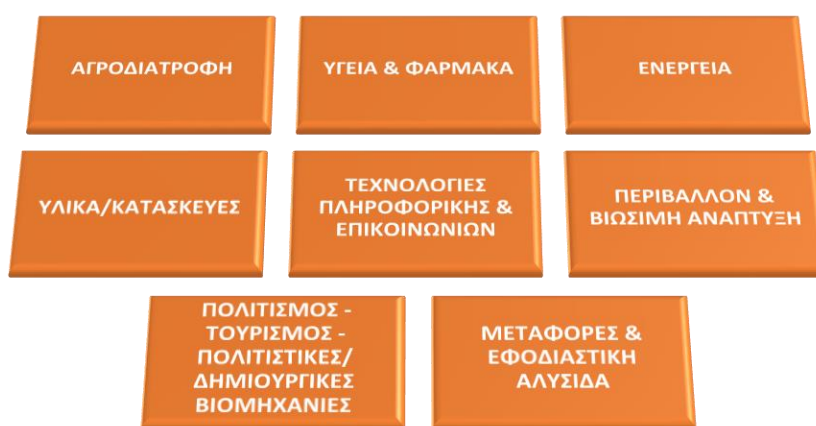 ΑΓΡΟΔΙΑΤΡΟΦΗ
ΥΓΕΙΑ & ΦΑΡΜΑΚΑ
ΕΝΕΡΓΕΙΑ
ΥΛΙΚΑ/ΚΑΤΑΣΚΕΥΕΣ
ΤΕΧΝΟΛΟΓΙΕΣ
ΠΛΗΡΟΦΟΡΙΚΗΣ &
ΕΠΙΚΟΙΝΩΝΙΩΝ
ΠΕΡΙΒΑΛΛΟΝ &
ΒΙΩΣΙΜΗ ΑΝΑΠΤΥΞΗ
ΠΟΛΙΤΙΣΜΟΣ -
ΤΟΥΡΙΣΜΟΣ -
ΠΟΛΙΤΙΣΤΙΚΕΣ/
ΔΗΜΙΟΥΡΓΙΚΕΣ
ΒΙΟΜΗΧΑΝΙΕΣ
ΜΕΤΑΦΟΡΕΣ &
ΕΦΟΔΙΑΣΤΙΚΗ
ΑΛΥΣΙΔΑ